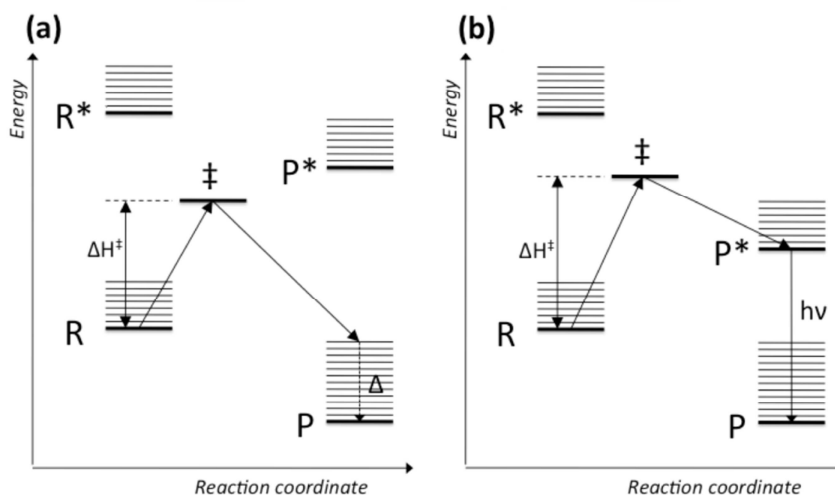 (a)
Energy
R*
P*
‡
ΔH‡
R
Δ
P
Reaction coordinate
(b)
Energy
R*
‡
P*
ΔH‡
R
hν
P
Reaction coordinate